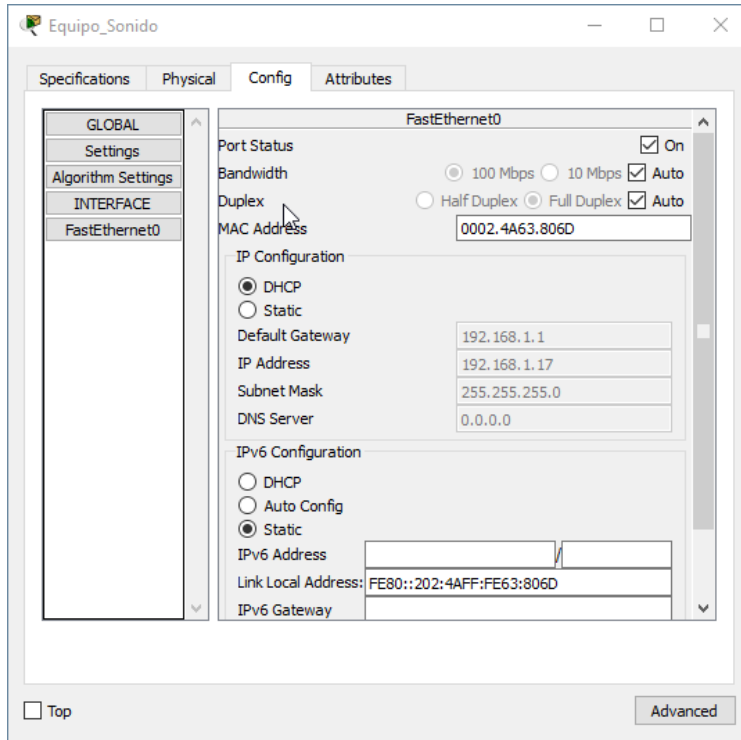 Equipo_Sonido
Specifications Physical Config Attributes
GLOBAL
Settings
Algorithm Settings
INTERFACE
FastEthernet0
FastEthernet0
Port Status On
Bandwidth 100 Mbps 10 Mbps Auto
Duplex Half Duplex Full Duplex Auto
MAC Address 0002.4A63.806D
IP Configuration
DHCP
Static
Default Gateway 192.168.1.1
IP Address 192.168.1.17
Subnet Mask 255.255.255.0
DNS Server 0.0.0.0
IPv6 Configuration
DHCP
Auto Config
Static
IPv6 Address /
Link Local Address: FE80::202:4AFF:FE63:806D
IPv6 Gateway
Top Advanced